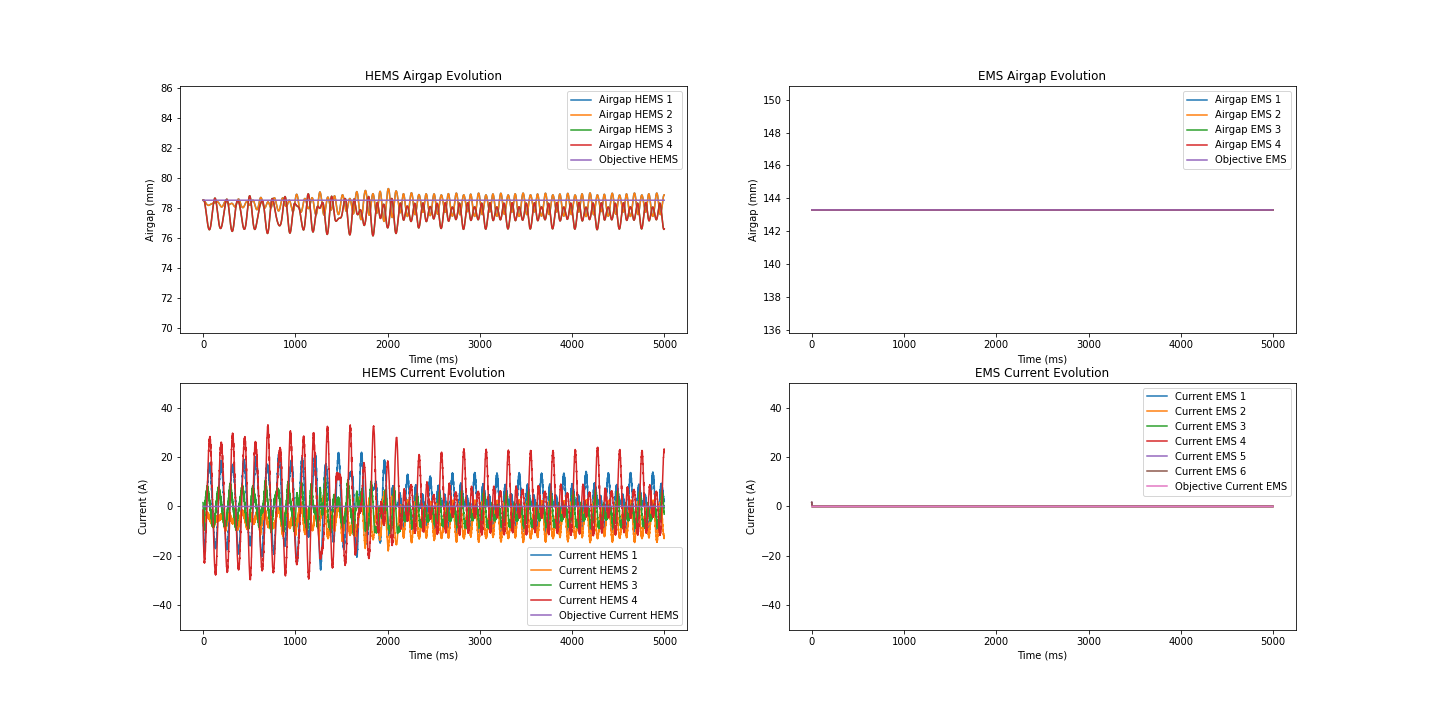 HEMS Airgap Evolution
86
84
82
80
78
76
74
72
70
Airgap (mm)
Airgap HEMS 1
Airgap HEMS 2
Airgap HEMS 3
Airgap HEMS 4
Objective HEMS
0 1000 2000 3000 4000 5000
Time (ms)
EMS Airgap Evolution
150
148
146
144
142
140
138
136
Airgap (mm)
Airgap EMS 1
Airgap EMS 2
Airgap EMS 3
Airgap EMS 4
Objective EMS
0 1000 2000 3000 4000 5000
Time (ms)
HEMS Current Evolution
40
20
0
−20
−40
Current (A)
Current HEMS 1
Current HEMS 2
Current HEMS 3
Current HEMS 4
Objective Current HEMS
0 1000 2000 3000 4000 5000
Time (ms)
EMS Current Evolution
40
20
0
−20
−40
Current (A)
Current EMS 1
Current EMS 2
Current EMS 3
Current EMS 4
Current EMS 5
Current EMS 6
Objective Current EMS
0 1000 2000 3000 4000 5000
Time (ms)